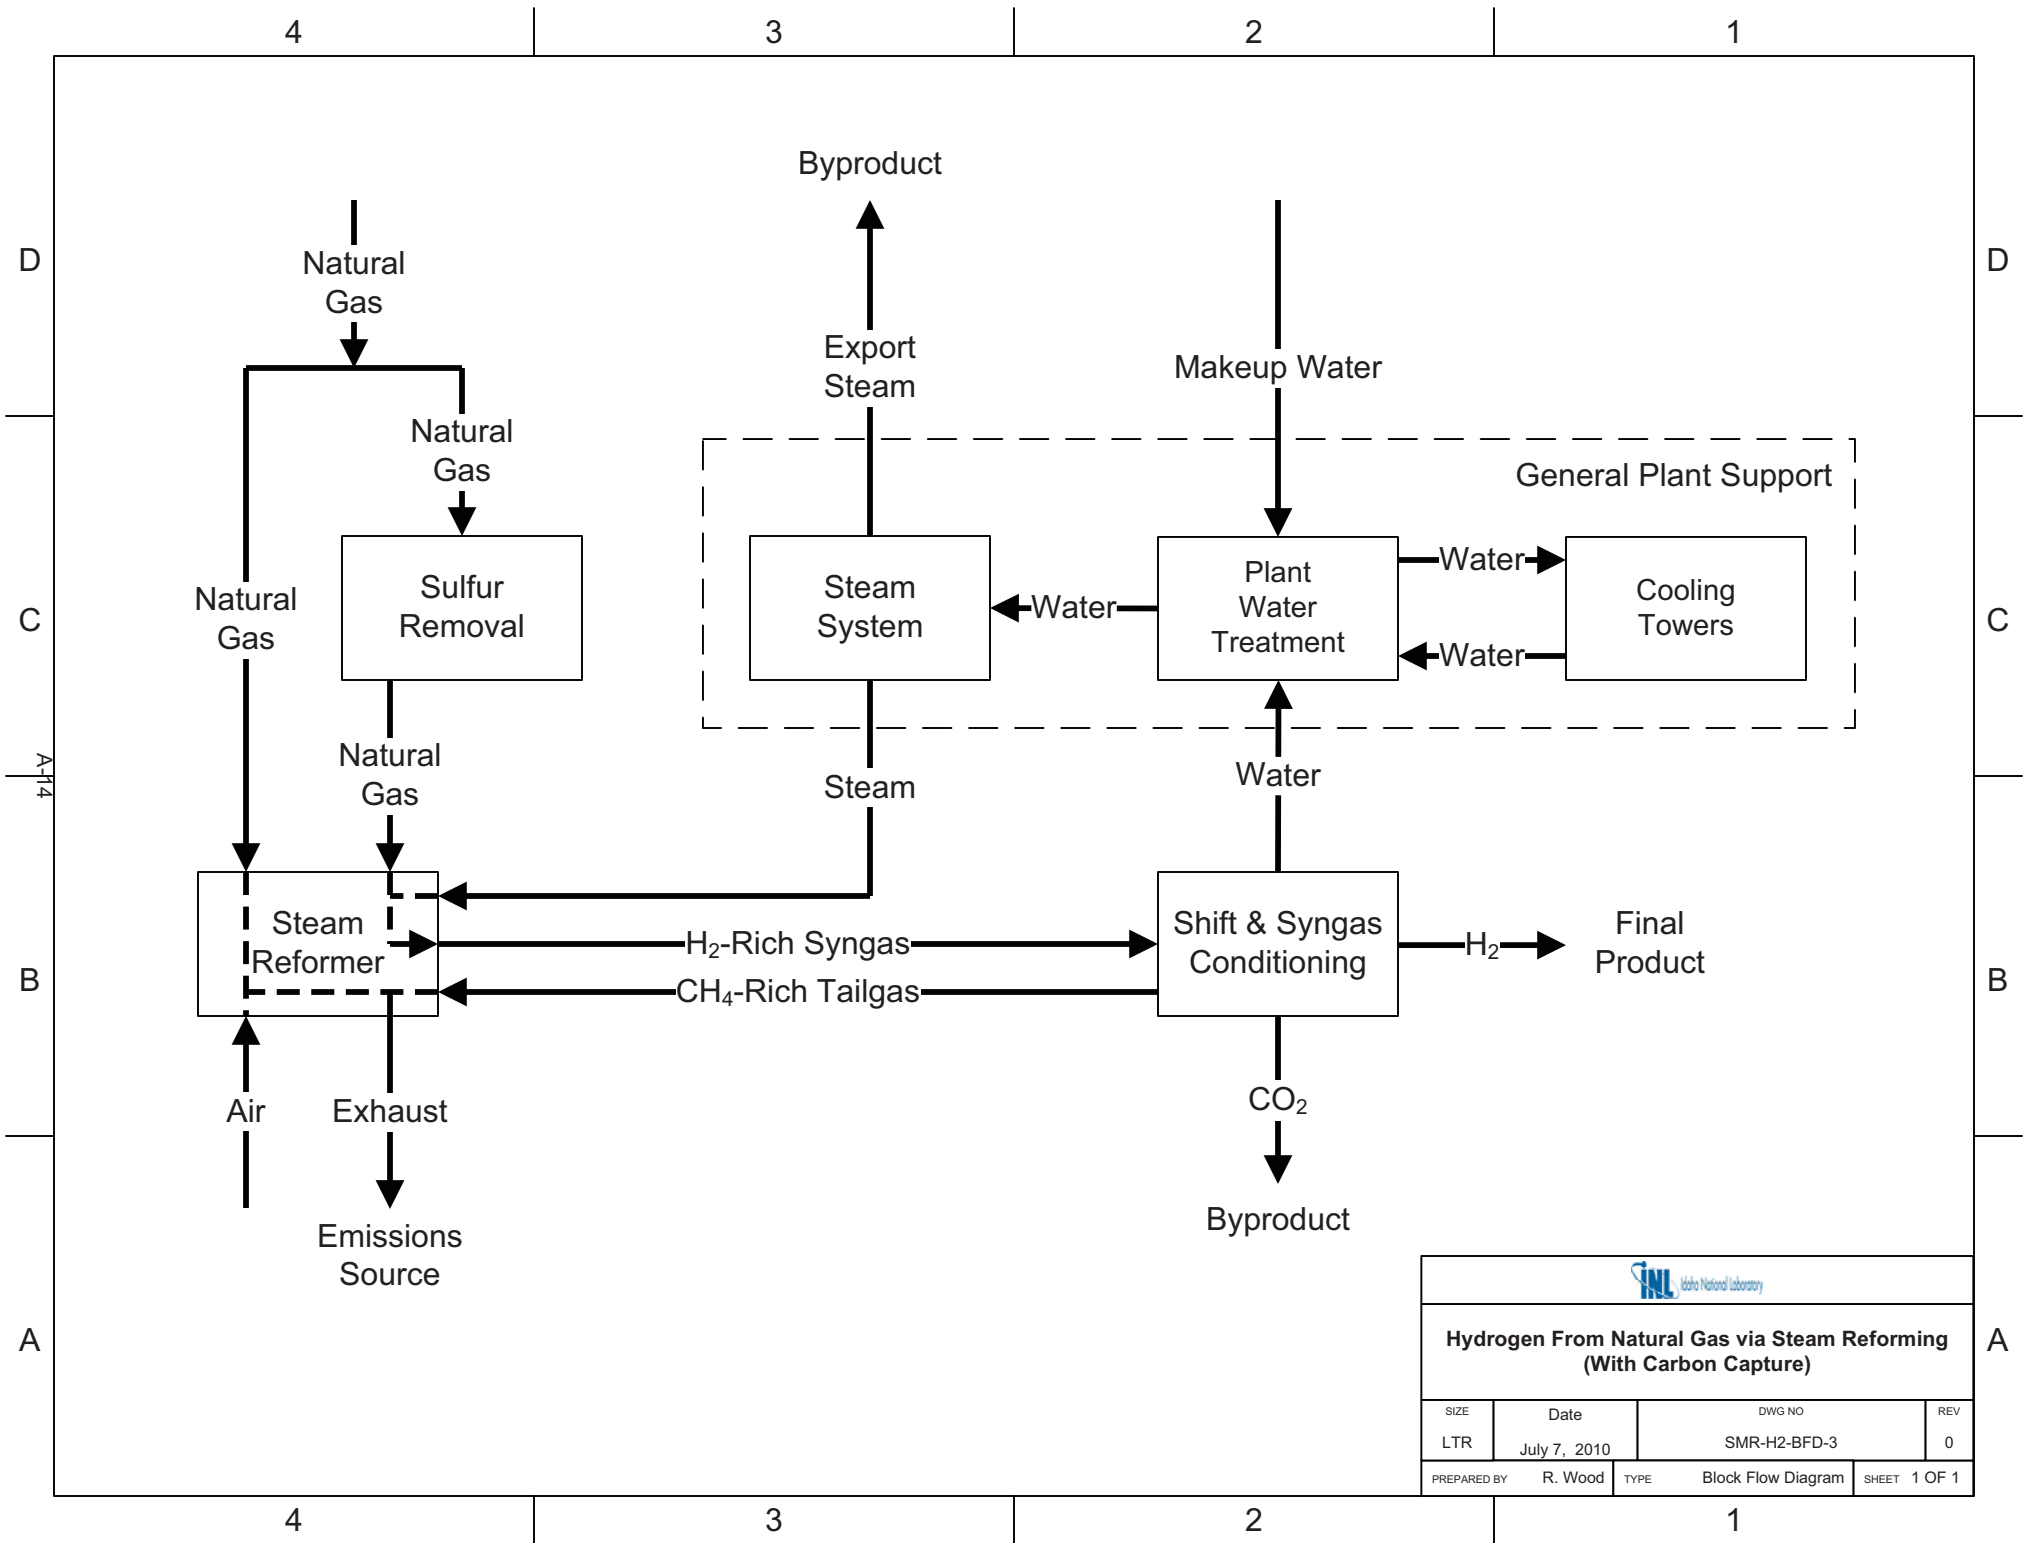 4 3 2 1
Byproduct
D
D
Natural
Gas
Export
Steam
Makeup Water
Natural
Gas
General Plant Support
Natural
Gas
Sulfur
Removal
Steam
System
Water
Plant
Water
Treatment
Water
Water
Cooling
Towers
C
C
Natural
Gas
Steam
Water
A-14
Steam
Reformer
H₂-Rich Syngas
CH₄-Rich Tailgas
Shift & Syngas
Conditioning
H₂
Final
Product
B
B
Air
Exhaust
CO₂
Emissions
Source
Byproduct
INL Idaho National Laboratory
Hydrogen From Natural Gas via Steam Reforming
(With Carbon Capture)
A
A
SIZE Date DWG NO REV
LTR July 7, 2010 SMR-H2-BFD-3 0
PREPARED BY R. Wood TYPE Block Flow Diagram SHEET 1 OF 1
4 3 2 1